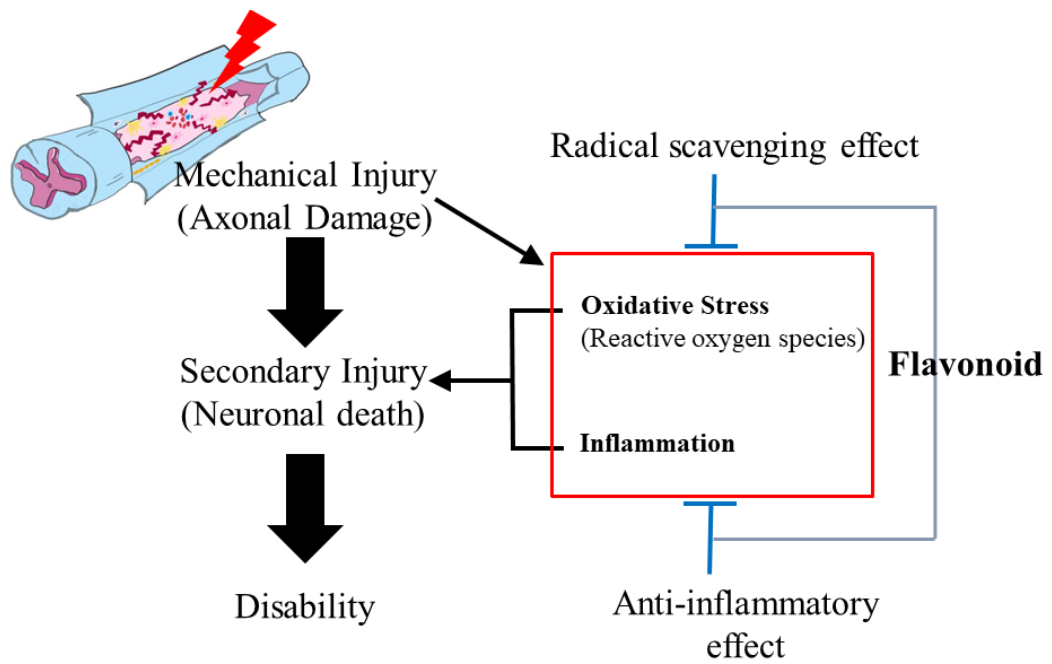 Mechanical Injury
(Axonal Damage)
Secondary Injury
(Neuronal death)
Disability
Radical scavenging effect
Oxidative Stress
(Reactive oxygen species)
Inflammation
Flavonoid
Anti-inflammatory
effect